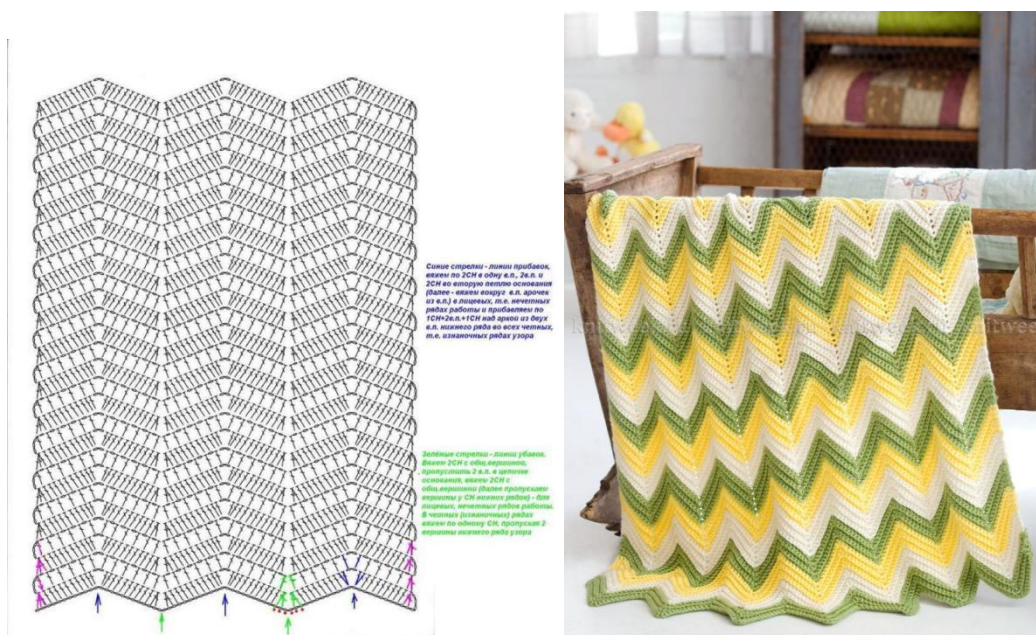 Синие стрелки - линии прибавок,
вяжем по 2СН в одну в.п., 2в.п. и
2СН во вторую петлю основания
(далее - вяжем вокруг в.п. арочек
из в.п.) в лицевых, т.е. нечетных
рядах работы и прибавляем по
1СН+2в.п.+1СН над аркой из двух
в.п. нижнего ряда во всех четных,
т.е. изнаночных рядах узора
Зелёные стрелки - линии убавок.
Вяжем 2СН с общ.вершиной,
пропустить 2 в.п. в цепочке
основания, вяжем 2СН с
общ.вершиной (далее пропускаем
вершины у СН нижних рядов) - для
лицевых, нечетных рядов работы.
В четных (изнаночных) рядах
вяжем по одному СН, пропуская 2
вершины нижнего ряда узора